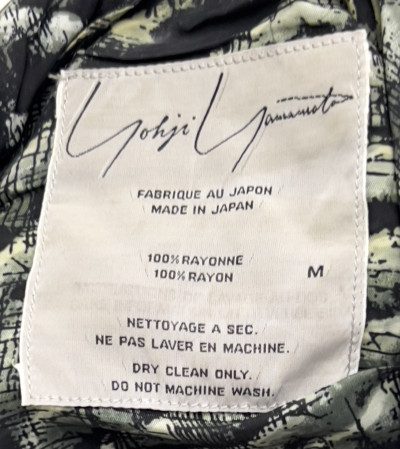 Yohji Yamamoto
FABRIQUE AU JAPON
MADE IN JAPAN
100% RAYONNE
100% RAYON
M
NETTOYAGE A SEC.
NE PAS LAVER EN MACHINE.
DRY CLEAN ONLY.
DO NOT MACHINE WASH.